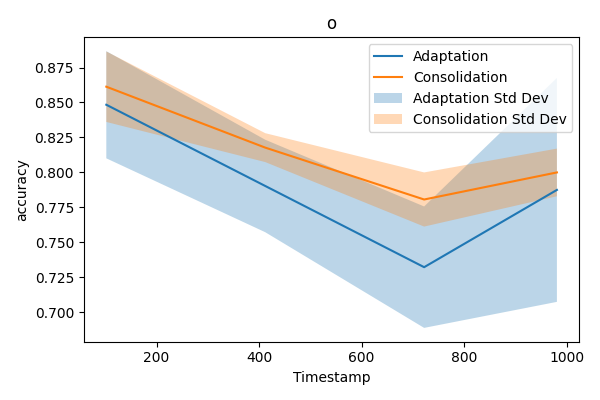 o
Adaptation
Consolidation
Adaptation Std Dev
Consolidation Std Dev
accuracy
0.875
0.850
0.825
0.800
0.775
0.750
0.725
0.700
200
400
600
800
1000
Timestamp